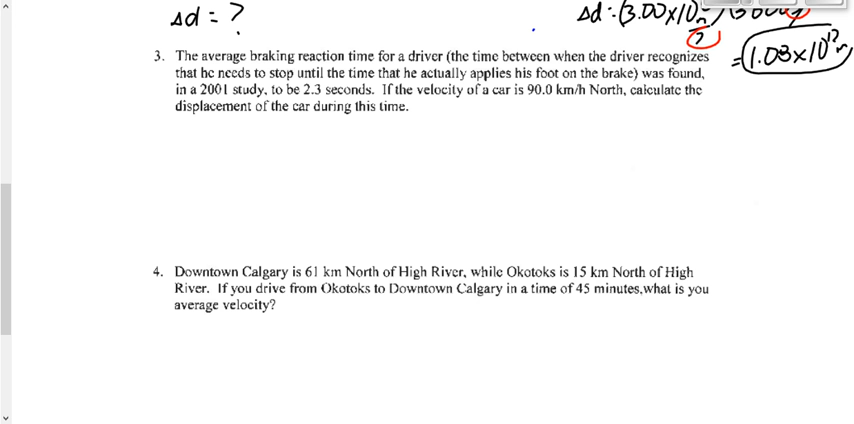 Δd = ?
Δd = (3.00×10
= 1.08×10¹² m
3. The average braking reaction time for a driver (the time between when the driver recognizes
that he needs to stop until the time that he actually applies his foot on the brake) was found,
in a 2001 study, to be 2.3 seconds. If the velocity of a car is 90.0 km/h North, calculate the
displacement of the car during this time.
4. Downtown Calgary is 61 km North of High River, while Okotoks is 15 km North of High
River. If you drive from Okotoks to Downtown Calgary in a time of 45 minutes,what is you
average velocity?